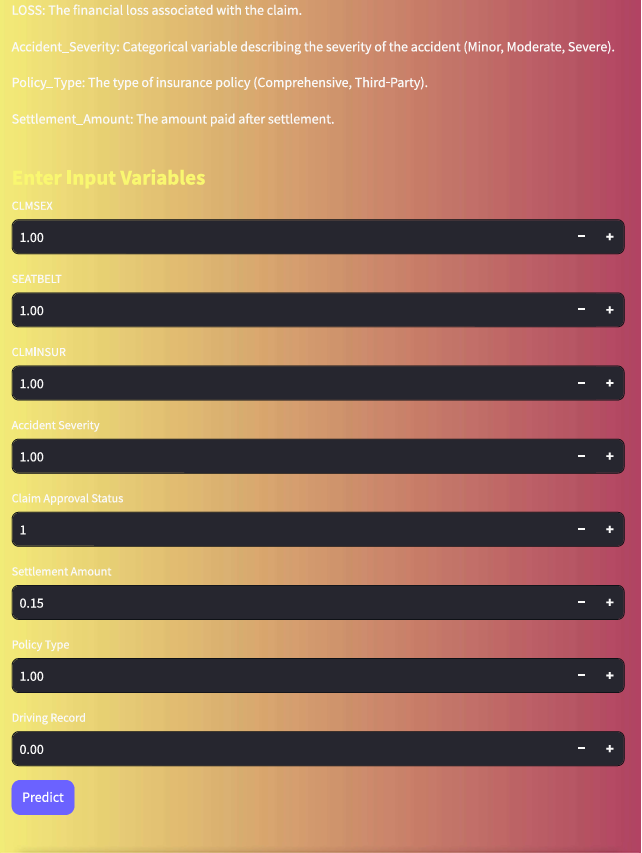 LOSS: The financial loss associated with the claim.
Accident_Severity: Categorical variable describing the severity of the accident (Minor, Moderate, Severe).
Policy_Type: The type of insurance policy (Comprehensive, Third-Party).
Settlement_Amount: The amount paid after settlement.
Enter Input Variables
CLMSEX
1.00 − +
SEATBELT
1.00 − +
CLMINSUR
1.00 − +
Accident Severity
1.00 − +
Claim Approval Status
1 − +
Settlement Amount
0.15 − +
Policy Type
1.00 − +
Driving Record
0.00 − +
Predict